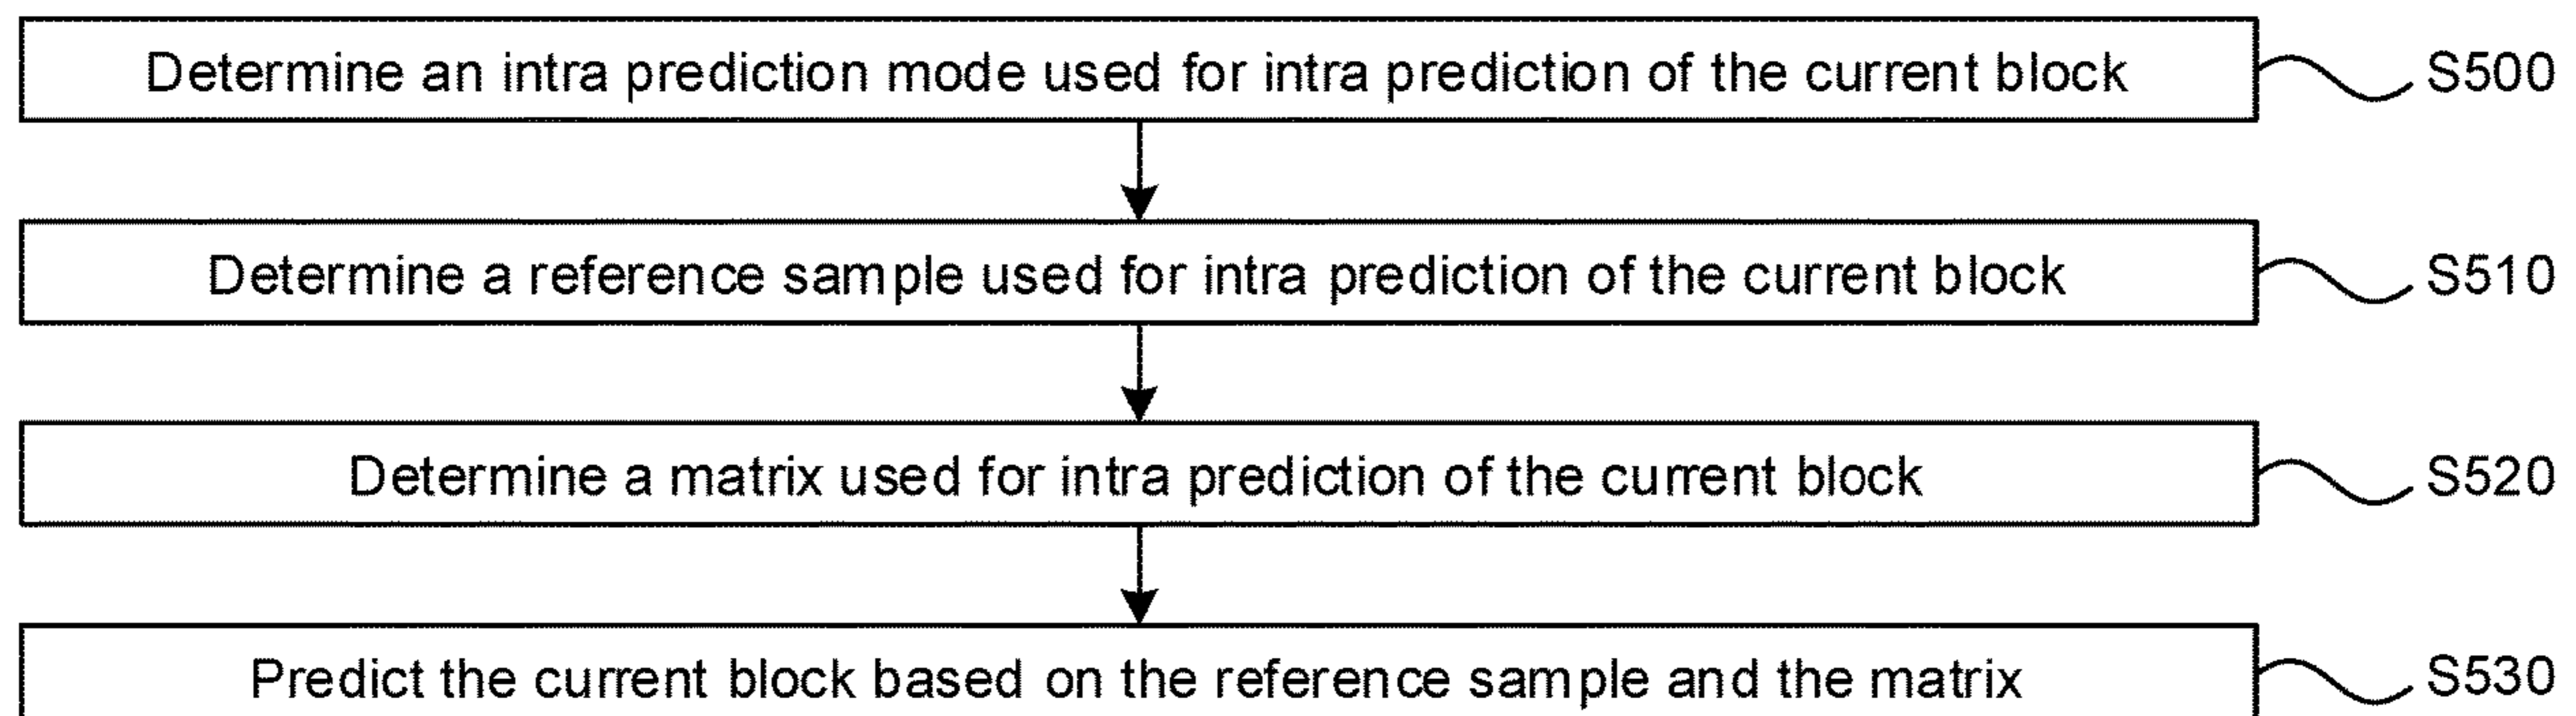 Determine an intra prediction mode used for intra prediction of the current block S500
Determine a reference sample used for intra prediction of the current block S510
Determine a matrix used for intra prediction of the current block S520
Predict the current block based on the reference sample and the matrix S530